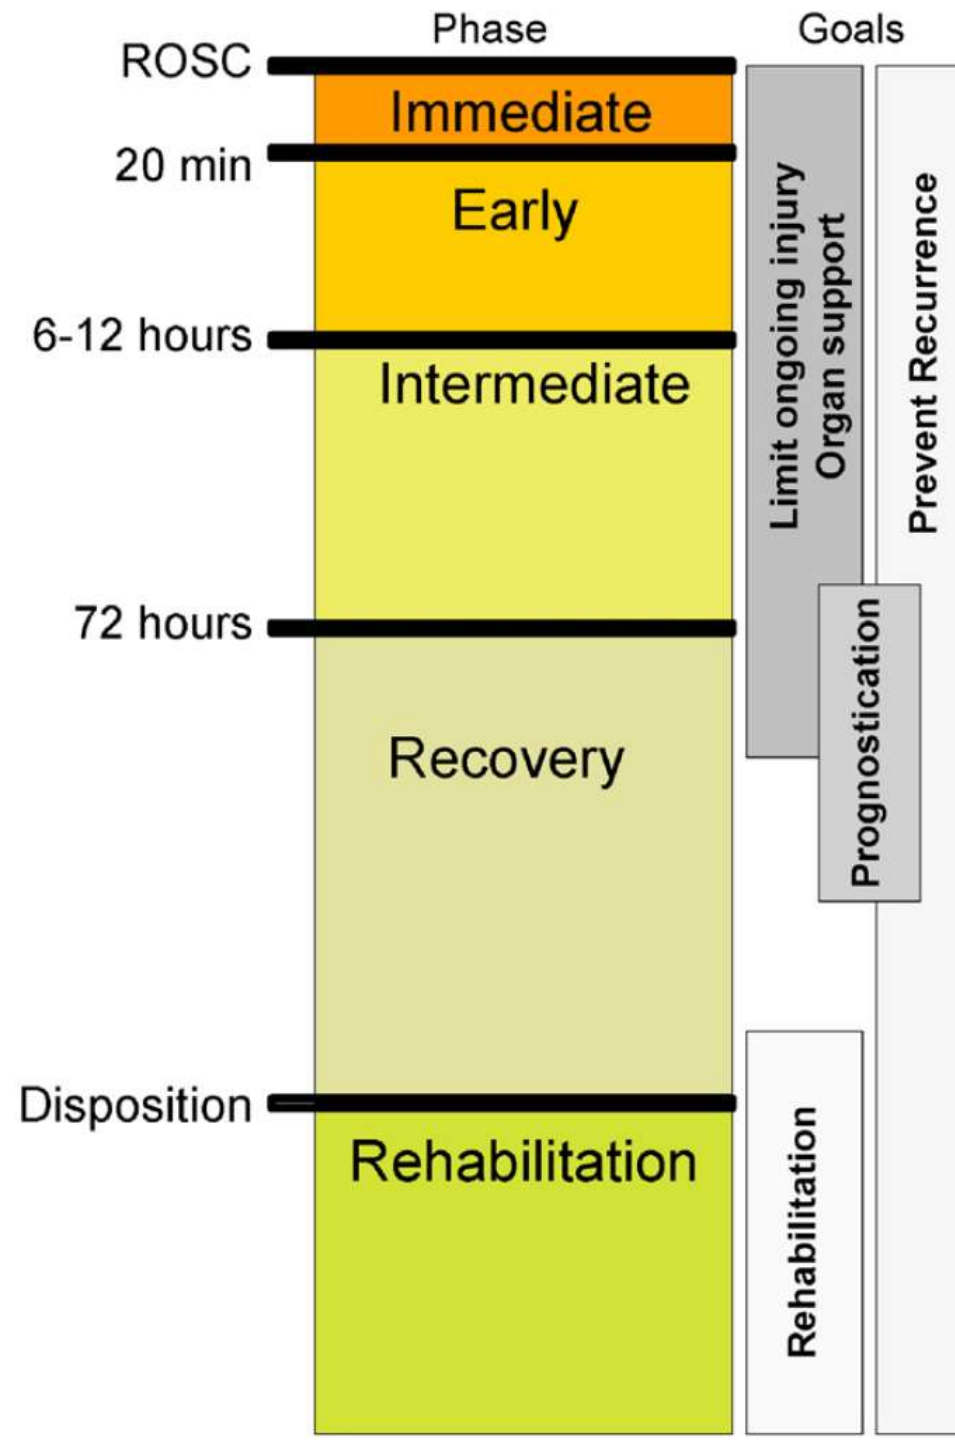 Phase
Goals
ROSC
Immediate
20 min
Early
6-12 hours
Intermediate
72 hours
Recovery
Disposition
Rehabilitation
Limit ongoing injury
Organ support
Prevent Recurrence
Prognostication
Rehabilitation